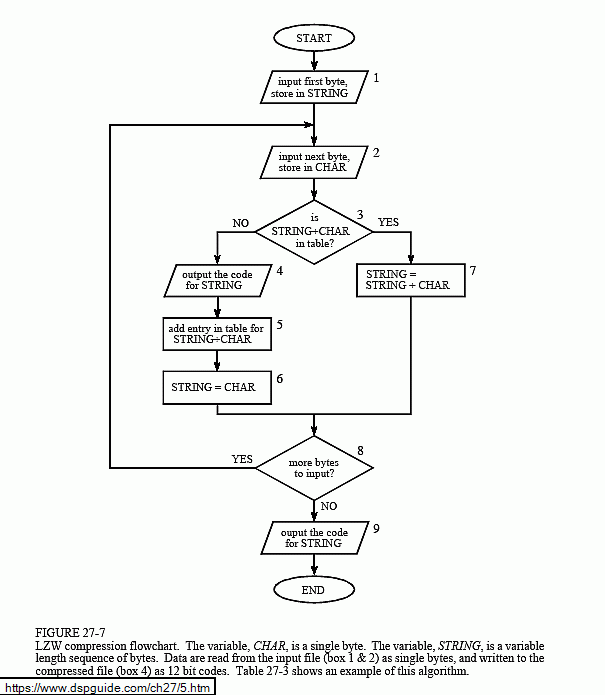 START
1
input first byte,
store in STRING
2
input next byte,
store in CHAR
3
is
STRING+CHAR
in table?
NO
YES
4
output the code
for STRING
7
STRING =
STRING + CHAR
5
add entry in table for
STRING+CHAR
6
STRING = CHAR
8
more bytes
to input?
YES
NO
9
ouput the code
for STRING
END
FIGURE 27-7
LZW compression flowchart. The variable, CHAR, is a single byte. The variable, STRING, is a variable
length sequence of bytes. Data are read from the input file (box 1 & 2) as single bytes, and written to the
compressed file (box 4) as 12 bit codes. Table 27-3 shows an example of this algorithm.
https://www.dspguide.com/ch27/5.htm